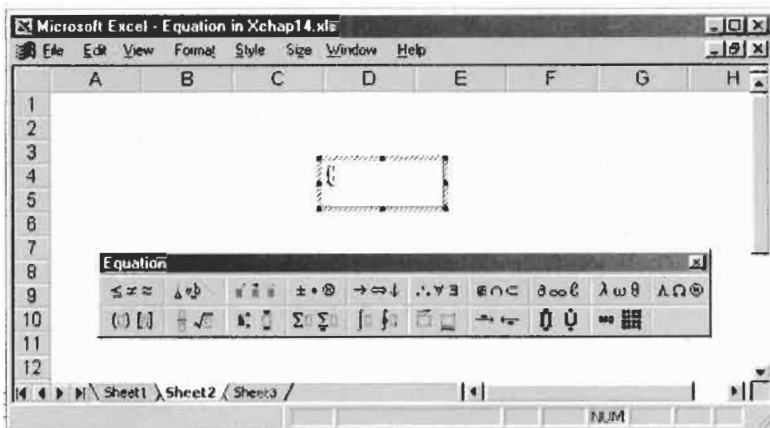 Microsoft Excel - Equation in Xchap14.xls
File Edit View Format Style Size Window Help
A B C D E F G H
1
2
3
4
5
6
7
Equation
8
≤ ≠ ≈ ± • ⊗ → ⇔ ↓ ∴ ∀ ∃ ∉ ∩ ⊂ ∂ ∞ ℓ λ ω θ Λ Ω ⊛
9
10
11
12
Sheet1 Sheet2 Sheet3
NUM